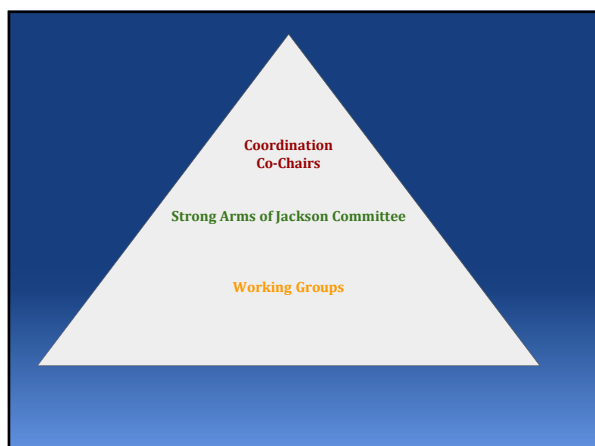 Coordination
Co-Chairs
Strong Arms of Jackson Committee
Working Groups